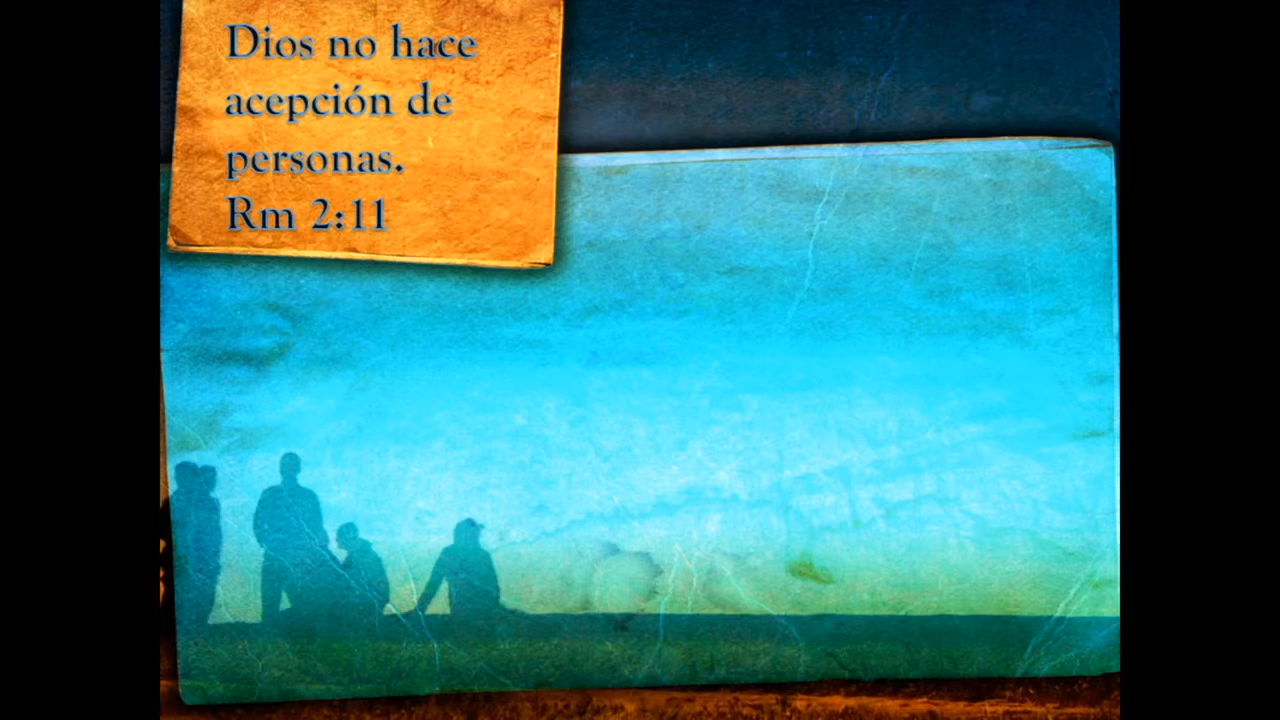 Dios no hace
acepción de
personas.
Rm 2:11